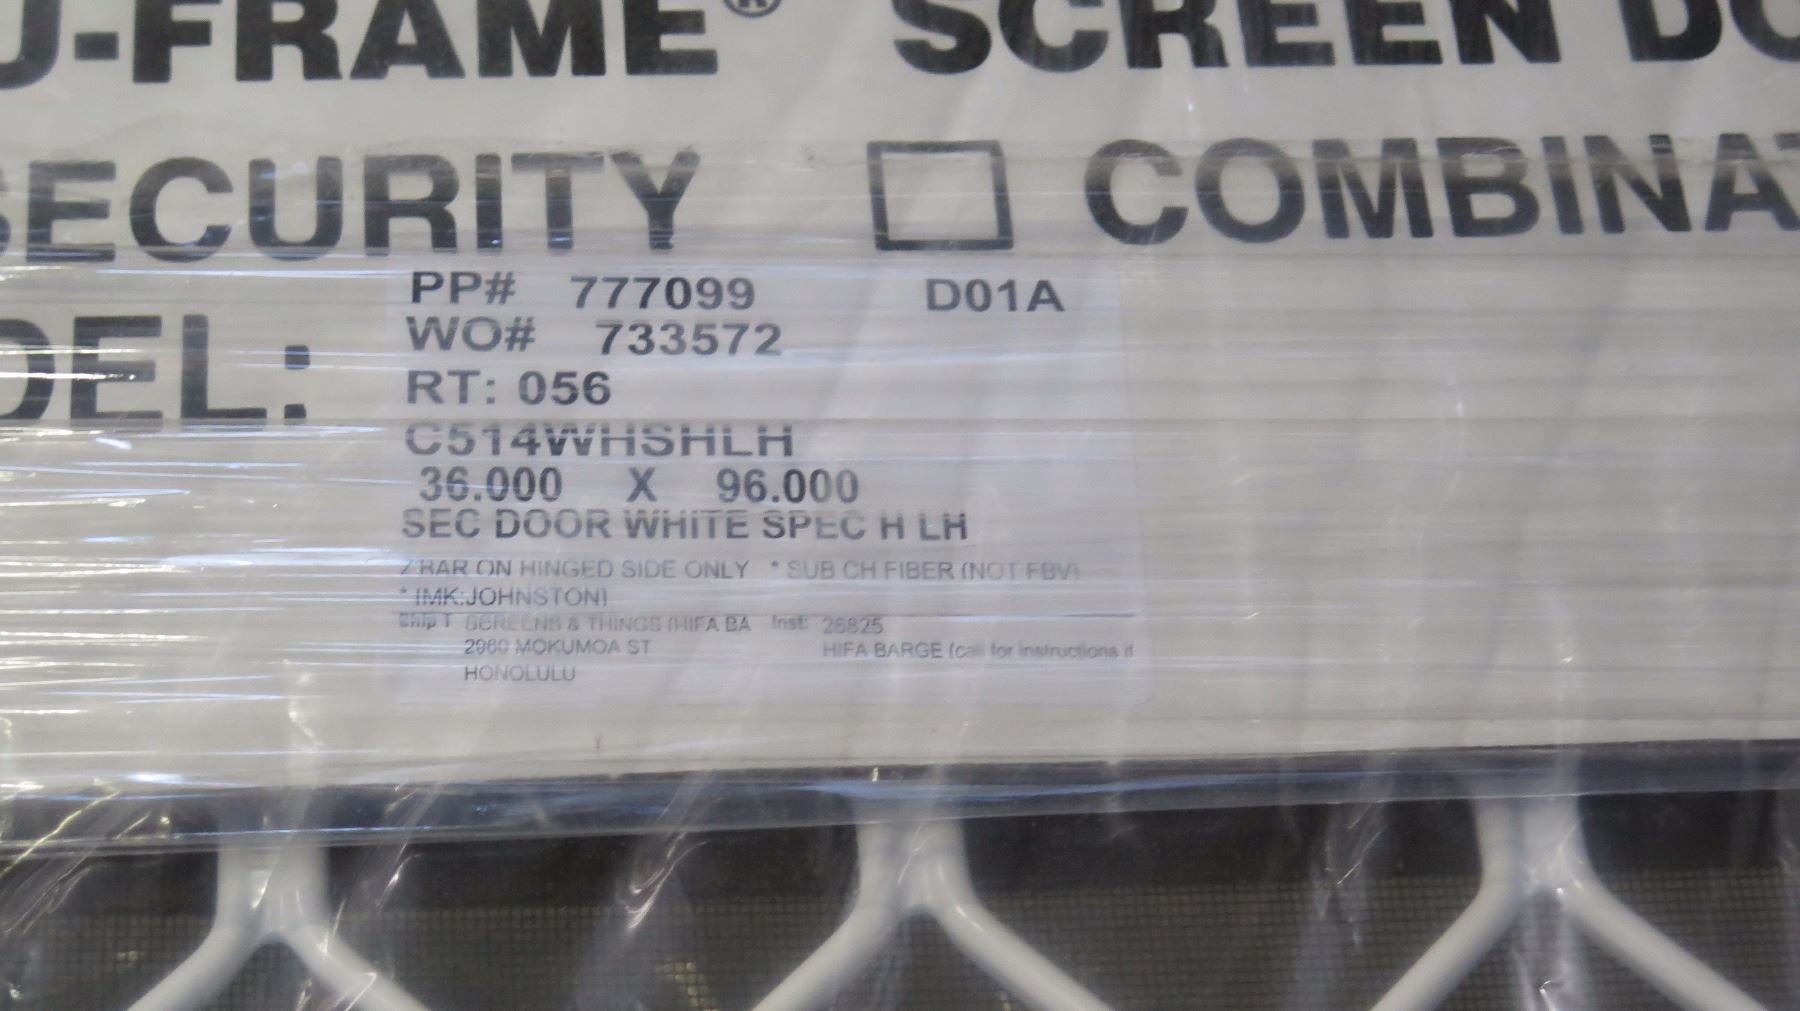 U-FRAME® SCREEN DO
SECURITY COMBINA
DEL:
PP# 777099 D01A
WO# 733572
RT: 056
C514WHSHLH
36.000 X 96.000
SEC DOOR WHITE SPEC H LH
Z'BAR ON HINGED SIDE ONLY * SUB CH FIBER (NOT FBV)
* [MK:JOHNSTON]
Ship T SCREENS & THINGS (HIFA BA Inst: 26825
2960 MOKUMOA ST HIFA BARGE (call for instructions if
HONOLULU